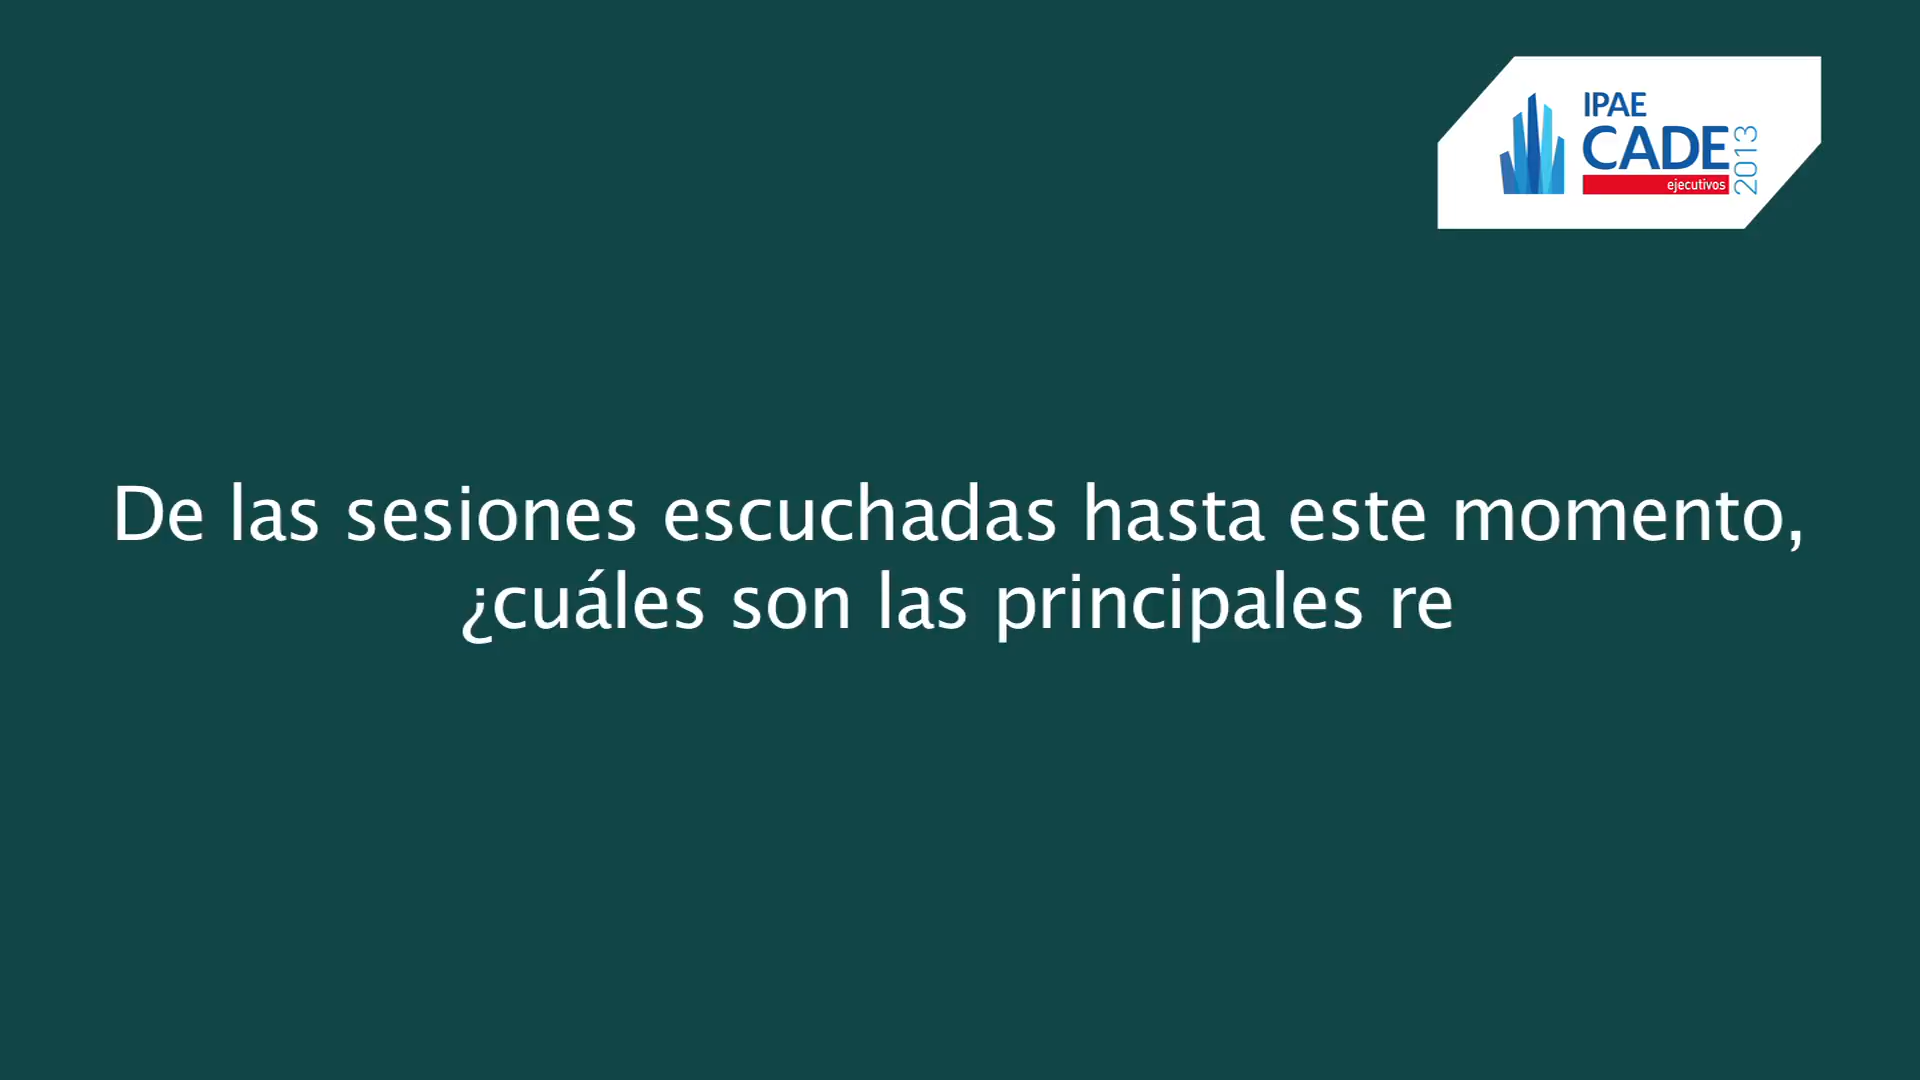 IPAE
CADE
ejecutivos
2013
De las sesiones escuchadas hasta este momento,
¿cuáles son las principales re